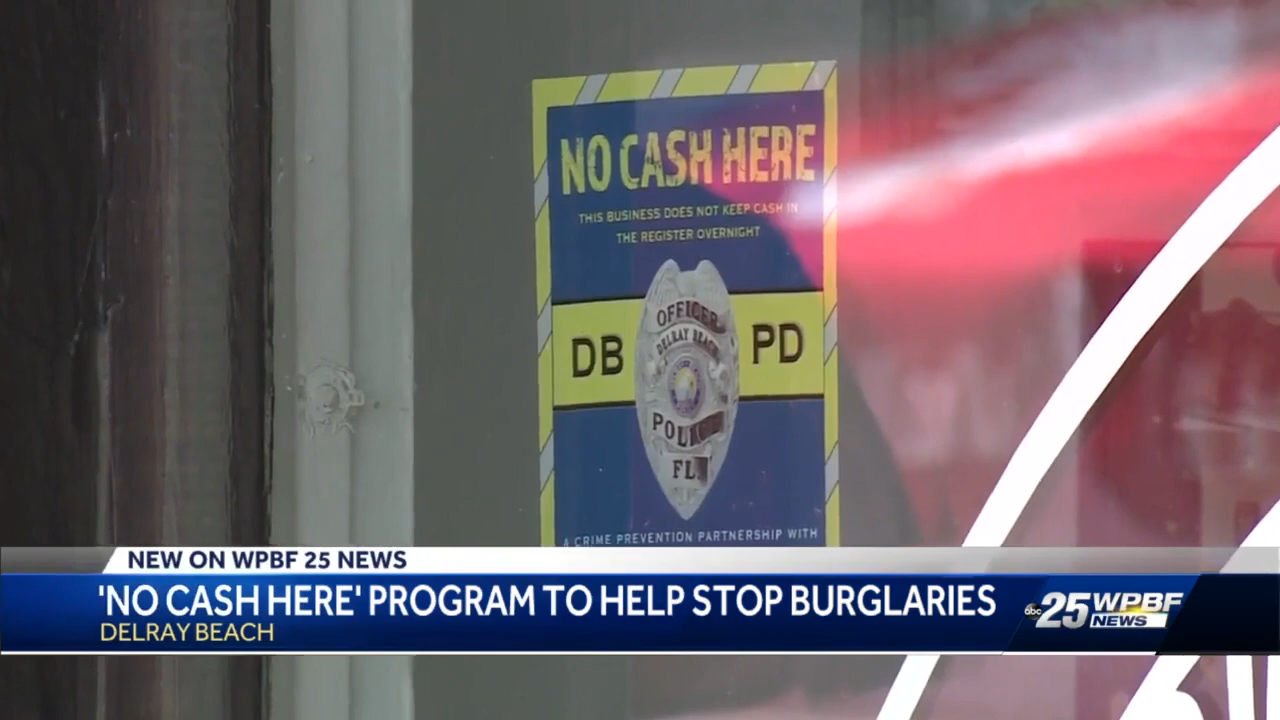 NO CASH HERE
THIS BUSINESS DOES NOT KEEP CASH IN
THE REGISTER OVERNIGHT
OFFICER
DELRAY BEACH
DB
PD
POLICE
A CRIME PREVENTION PARTNERSHIP WITH
NEW ON WPBF 25 NEWS
'NO CASH HERE' PROGRAM TO HELP STOP BURGLARIES
DELRAY BEACH
abc 25 WPBF
NEWS